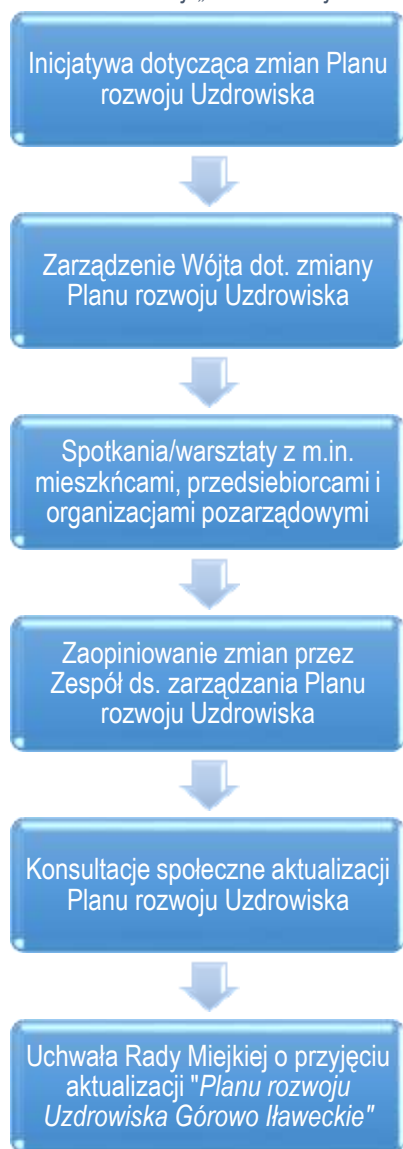 Inicjatywa dotycząca zmian Planu
rozwoju Uzdrowiska
Zarządzenie Wójta dot. zmiany
Planu rozwoju Uzdrowiska
Spotkania/warsztaty z m.in.
mieszkńcami, przedsiebiorcami i
organizacjami pozarządowymi
Zaopiniowanie zmian przez
Zespół ds. zarządzania Planu
rozwoju Uzdrowiska
Konsultacje społeczne aktualizacji
Planu rozwoju Uzdrowiska
Uchwała Rady Miejkiej o przyjęciu
aktualizacji "Planu rozwoju
Uzdrowiska Górowo Iławeckie"